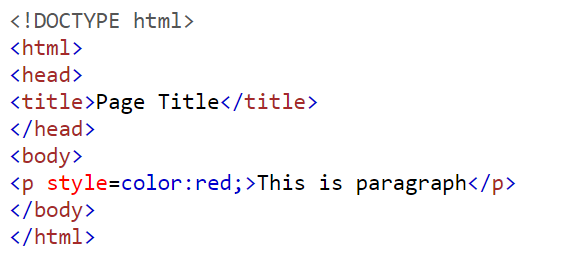 <!DOCTYPE html>
<html>
<head>
<title>Page Title</title>
</head>
<body>
<p style=color:red;>This is paragraph</p>
</body>
</html>